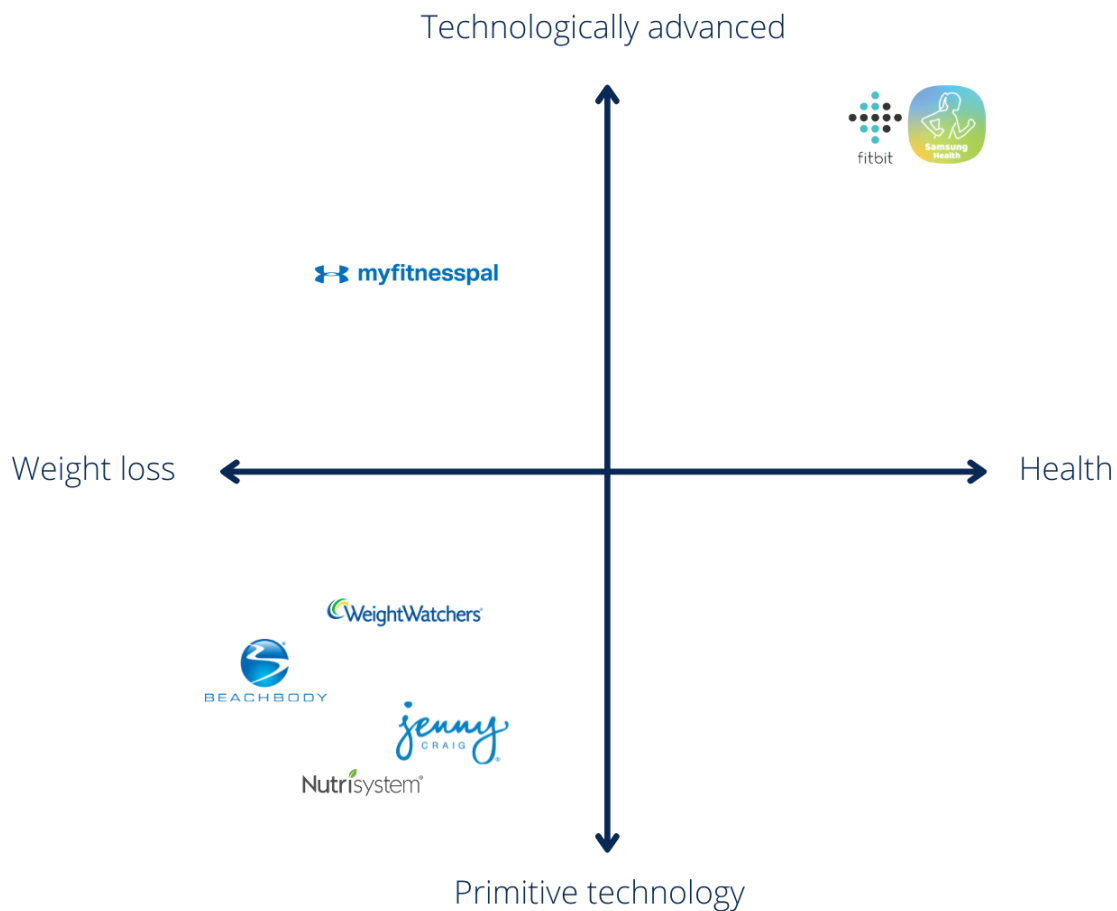 Technologically advanced
fitbit
Samsung
Health
myfitnesspal
Weight loss
Health
WeightWatchers
BEACHBODY
jenny
CRAIG
Nutrisystem®
Primitive technology